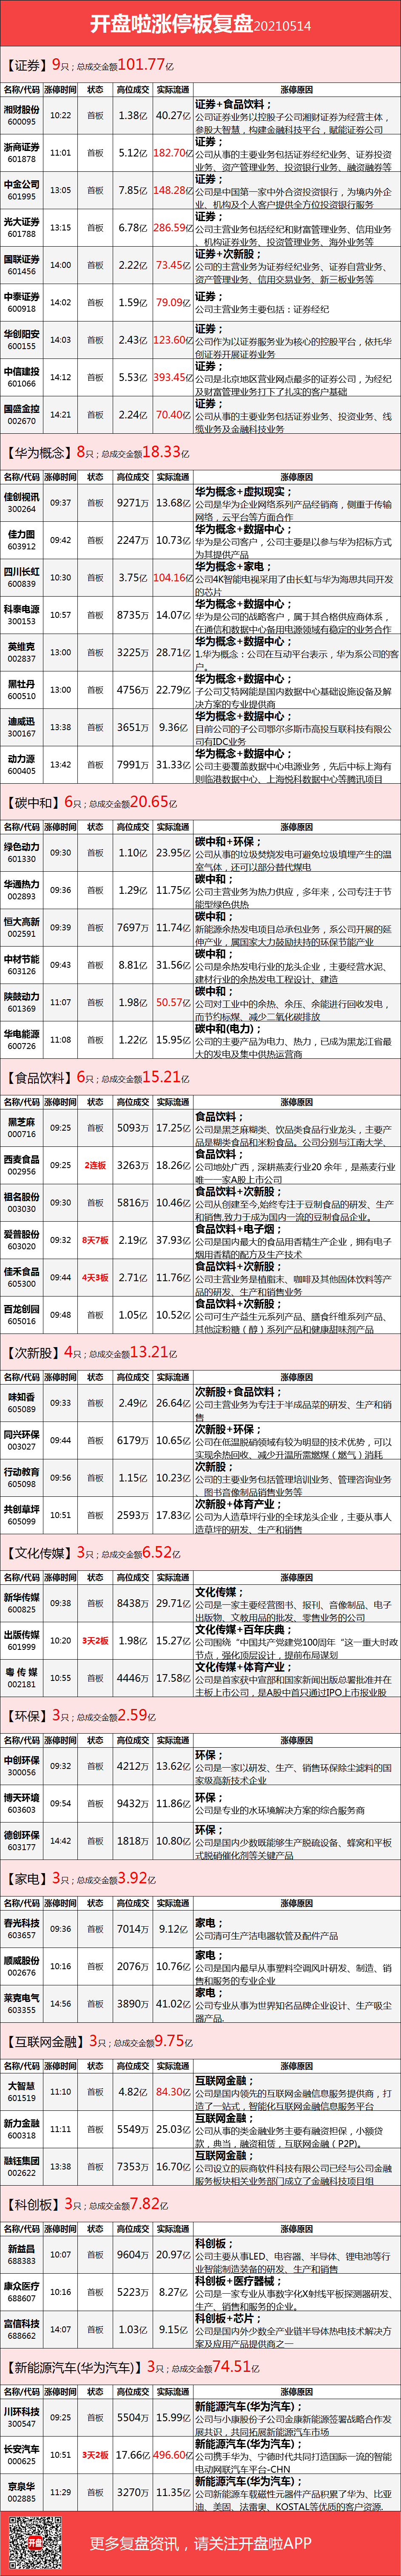 开盘啦涨停板复盘20210514
【证券】9只；总成交金额101.77亿
名称/代码 涨停时间 状态 高位成交 实际流通 涨停原因
湘财股份 600095 10:22 首板 1.38亿 40.27亿 证券+食品饮料；
公司证券业务以控股子公司湘财证券为经营主体，
参股大智慧，构建金融科技平台，赋能证券公司
浙商证券 601878 11:01 首板 5.12亿 182.70亿 证券；
公司从事的主要业务包括证券经纪业务、证券投资
业务、资产管理业务、投资银行业务、融资融券等
中金公司 601995 13:05 首板 7.85亿 148.28亿 证券；
公司是中国第一家中外合资投资银行，为境内外企
业、机构及个人客户提供全方位投资银行服务
光大证券 601788 13:15 首板 6.78亿 286.59亿 证券；
公司主营业务包括经纪和财富管理业务、信用业务
、机构证券业务、投资管理业务、海外业务等
国联证券 601456 14:00 首板 2.22亿 73.45亿 证券+次新股；
公司的主营业务为证券经纪业务、证券自营业务、
资产管理业务、信用交易业务、新三板业务等
中泰证券 600918 14:02 首板 1.59亿 79.09亿 证券；
公司主营业务主要包括：证券经纪
华创阳安 600155 14:03 首板 2.43亿 123.60亿 证券；
公司作为以证券服务业为核心的控股平台，依托华
创证券开展证券业务
中信建投 601066 14:12 首板 5.53亿 393.45亿 证券；
公司是北京地区营业网点最多的证券公司，为经纪
及财富管理业务打下了扎实的客户基础
国盛金控 002670 14:21 首板 2.24亿 70.40亿 证券；
公司从事的主要业务包括证券业务、投资业务、线
缆业务及金融科技业务
【华为概念】8只；总成交金额18.33亿
名称/代码 涨停时间 状态 高位成交 实际流通 涨停原因
佳创视讯 300264 09:37 首板 9271万 13.68亿 华为概念+虚拟现实；
公司是华为企业网络系列产品经销商，侧重于传输
网络，云平台等方面合作
佳力图 603912 09:42 首板 2247万 10.73亿 华为概念+数据中心；
华为是公司客户，公司主要是以参与华为招标方式
为其提供产品
四川长虹 600839 10:30 首板 3.75亿 104.16亿 华为概念+家电；
公司4K智能电视采用了由长虹与华为海思共同开发
的芯片
科泰电源 300153 10:57 首板 8735万 14.07亿 华为概念+数据中心；
华为是公司的战略客户，属于其合格供应商体系，
在通信和数据中心备用电源领域有稳定的业务合作
英维克 002837 13:00 首板 3225万 28.71亿 华为概念+数据中心；
1.华为概念：公司在互动平台表示，华为系公司的客
户。
黑牡丹 600510 13:00 首板 4756万 22.79亿 华为概念+数据中心；
子公司艾特网能是国内数据中心基础设施设备及解
决方案的专业提供商
迪威迅 300167 13:38 首板 3651万 9.36亿 华为概念+数据中心；
目前公司的子公司鄂尔多斯市高投互联科技有限公
司有IDC业务
动力源 600405 13:42 首板 7991万 31.33亿 华为概念+数据中心；
公司主要覆盖数据中心电源业务，先后中标上海有
则临港数据中心、上海悦科数据中心等腾讯项目
【碳中和】6只；总成交金额20.65亿
名称/代码 涨停时间 状态 高位成交 实际流通 涨停原因
绿色动力 601330 09:30 首板 1.10亿 23.95亿 碳中和+环保；
公司从事的垃圾焚烧发电可避免垃圾填埋产生的温
室气体，还可以部分替代煤电
华通热力 002893 09:36 首板 1.29亿 11.75亿 碳中和；
公司主营业务为热力供应，多年来，公司专注于节
能型绿色供热
恒大高新 002591 09:39 首板 7697万 11.74亿 碳中和；
新能源余热发电项目总承包业务，系公司开展的延
伸产业，属国家大力鼓励扶持的环保节能产业
中材节能 603126 09:43 首板 8.81亿 31.56亿 碳中和；
公司是余热发电行业的龙头企业，主要经营水泥、
建材行业的余热发电工程设计、建造
陕鼓动力 601369 11:07 首板 1.98亿 50.57亿 碳中和；
公司对工业中的余热、余压、余能进行回收发电，
而节约标煤、减少二氧化碳排放
华电能源 600726 11:08 首板 1.22亿 15.95亿 碳中和(电力)；
公司的主要产品为电力、热力，已成为黑龙江省最
大的发电及集中供热运营商
【食品饮料】6只；总成交金额15.21亿
名称/代码 涨停时间 状态 高位成交 实际流通 涨停原因
黑芝麻 000716 09:25 首板 5093万 17.25亿 食品饮料；
公司是黑芝麻糊类、饮品类食品行业龙头，主要产
品是糊类食品和米粉食品。公司分别与江南大学、
西麦食品 002956 09:25 2连板 3263万 18.26亿 食品饮料；
公司地处广西，深耕燕麦行业20 余年，是燕麦行业
唯一一家A股上市公司
祖名股份 003030 09:30 首板 5816万 10.46亿 食品饮料+次新股；
公司从创建至今,始终专注于豆制食品的研发、生产
和销售,致力于成为国内一流的豆制食品企业。
爱普股份 603020 09:32 8天7板 2.19亿 37.93亿 食品饮料+电子烟；
公司是国内最大的食品用香精生产企业，拥有电子
烟用香精的配方及生产技术
佳禾食品 605300 09:44 4天3板 2.71亿 11.76亿 食品饮料+次新股；
公司主营业务是植脂末、咖啡及其他固体饮料等产
品的研发、生产和销售业务
百龙创园 605016 09:48 首板 1.05亿 10.52亿 食品饮料+次新股；
公司可生产益生元系列产品、膳食纤维系列产品、
其他淀粉糖（醇）系列产品和健康甜味剂产品
【次新股】4只；总成交金额13.21亿
名称/代码 涨停时间 状态 高位成交 实际流通 涨停原因
味知香 605089 09:33 首板 2.49亿 26.64亿 次新股+食品饮料；
公司主营业务为专注于半成品菜的研发、生产和销
售
同兴环保 003027 09:44 首板 6179万 10.65亿 次新股+环保；
公司在低温脱硝领域有较为明显的技术优势，可以
实现余热回收、减少升温所需燃煤（燃气）消耗
行动教育 605098 09:56 首板 1.15亿 10.23亿 次新股；
公司的主要业务包括管理培训业务、管理咨询业务
、图书音像制品销售业务等
共创草坪 605099 10:51 首板 2593万 17.83亿 次新股+体育产业；
公司为人造草坪行业的全球龙头企业，主要从事人
造草坪的研发、生产和销售
【文化传媒】3只；总成交金额6.52亿
名称/代码 涨停时间 状态 高位成交 实际流通 涨停原因
新华传媒 600825 09:38 首板 8438万 29.71亿 文化传媒；
公司是一家主要经营图书、报刊、音像制品、电子
出版物、文教用品的批发、零售业务的公司
出版传媒 601999 10:20 3天2板 1.98亿 15.27亿 文化传媒+百年庆典；
公司围绕“中国共产党建党100周年“这一重大时政
节点，强化顶层设计，提前布局谋划
粤 传 媒 002181 10:55 首板 4446万 17.58亿 文化传媒+体育产业；
公司是首家获中宣部和国家新闻出版总署批准并在
主板上市公司，是A股中首只通过IPO上市报业股
【环保】3只；总成交金额2.59亿
名称/代码 涨停时间 状态 高位成交 实际流通 涨停原因
中创环保 300056 09:32 首板 4212万 13.62亿 环保；
公司是一家以研发、生产、销售环保除尘滤料的国
家级高新技术企业
博天环境 603603 09:54 首板 9432万 11.86亿 环保；
公司是专业的水环境解决方案的综合服务商
德创环保 603177 14:42 首板 1818万 10.80亿 环保；
公司是国内少数既能够生产脱硫设备、蜂窝和平板
式脱硝催化剂等关键产品
【家电】3只；总成交金额3.92亿
名称/代码 涨停时间 状态 高位成交 实际流通 涨停原因
春光科技 603657 09:36 首板 7014万 9.12亿 家电；
公司清可生产洁电器软管及配件产品
顺威股份 002676 10:16 首板 2076万 10.76亿 家电；
公司是国内最早从事塑料空调风叶研发、制造、销
售和服务的专业企业
莱克电气 603355 14:56 首板 3890万 41.02亿 家电；
公司专业从事为世界知名品牌企业设计、生产吸尘
器产品.
【互联网金融】3只；总成交金额9.75亿
名称/代码 涨停时间 状态 高位成交 实际流通 涨停原因
大智慧 601519 11:10 首板 4.82亿 84.30亿 互联网金融；
公司是国内领先的互联网金融信息服务提供商，打
造了一站式，智能化互联网金融信息服务平台
新力金融 600318 11:11 首板 5549万 25.03亿 互联网金融；
公司从事的类金融业务主要有融资担保，小额贷
款，典当，融资租赁，互联网金融（P2P)。
融钰集团 002622 13:38 首板 7353万 16.70亿 互联网金融；
公司设立的辰商软件科技有限公司已经与公司金融
服务板块相关业务部门成立了金融科技项目组
【科创板】3只；总成交金额7.82亿
名称/代码 涨停时间 状态 高位成交 实际流通 涨停原因
新益昌 688383 10:07 首板 9604万 20.97亿 科创板；
公司主要从事LED、电容器、半导体、锂电池等行
业智能制造装备的研发、生产和销售
康众医疗 688607 10:16 首板 5223万 8.27亿 科创板+医疗器械；
公司是一家专业从事数字化X射线平板探测器研发、
生产、销售和服务的企业。
富信科技 688662 14:07 首板 1.03亿 9.15亿 科创板+芯片；
公司是国内外少数全产业链半导体热电技术解决方
案及应用产品提供商之一
【新能源汽车(华为汽车)】3只；总成交金额74.51亿
名称/代码 涨停时间 状态 高位成交 实际流通 涨停原因
川环科技 300547 09:25 首板 5504万 15.99亿 新能源汽车(华为汽车)；
公司与小康股份子公司金康新能源签署战略合作发
展共识，共同拓展新能源汽车市场
长安汽车 000625 10:51 3天2板 17.66亿 496.60亿 新能源汽车(华为汽车)；
公司携手华为、宁德时代共同打造国际一流的智能
电动网联汽车平台-CHN
京泉华 002885 11:29 首板 3270万 11.35亿 新能源汽车(华为汽车)；
公司新能源车载磁性元器件产品积累了华为、比亚
迪、美固、法雷奥、KOSTAL等优质的客户资源.
开盘
更多复盘资讯，请关注开盘啦APP